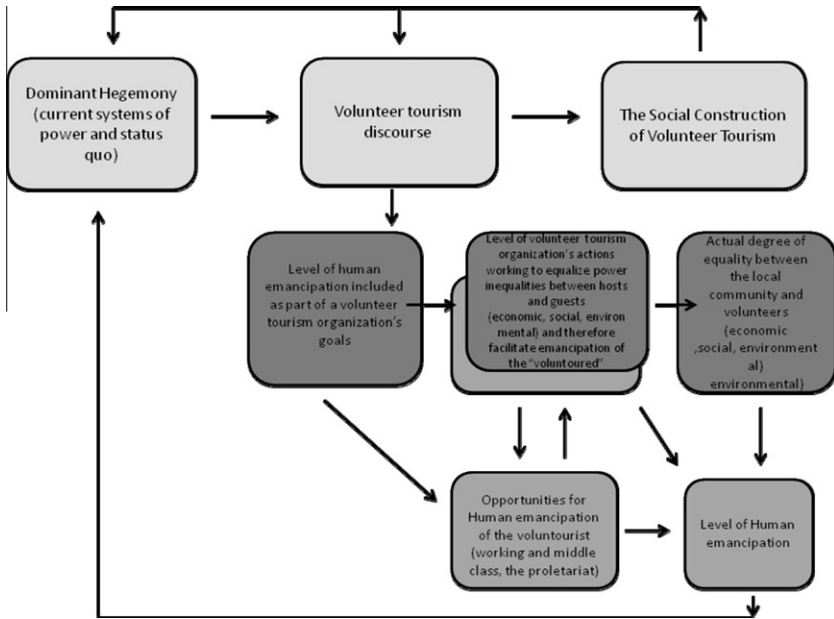 Dominant Hegemony
(current systems of
power and status
quo)
Volunteer tourism
discourse
The Social Construction
of Volunteer Tourism
Level of human
emancipation included
as part of a volunteer
tourism organization's
goals
Level of volunteer tourism
organization's actions
working to equalize power
inequalities between hosts and
guests
(economic, social, environ
mental) and therefore
facilitate emancipation of
the "voluntoured"
Actual degree of
equality between
the local
community and
volunteers
(economic
,social, environment
al)
environmental)
Opportunities for
Human emancipation
of the voluntourist
(working and middle
class, the proletariat)
Level of Human
emancipation